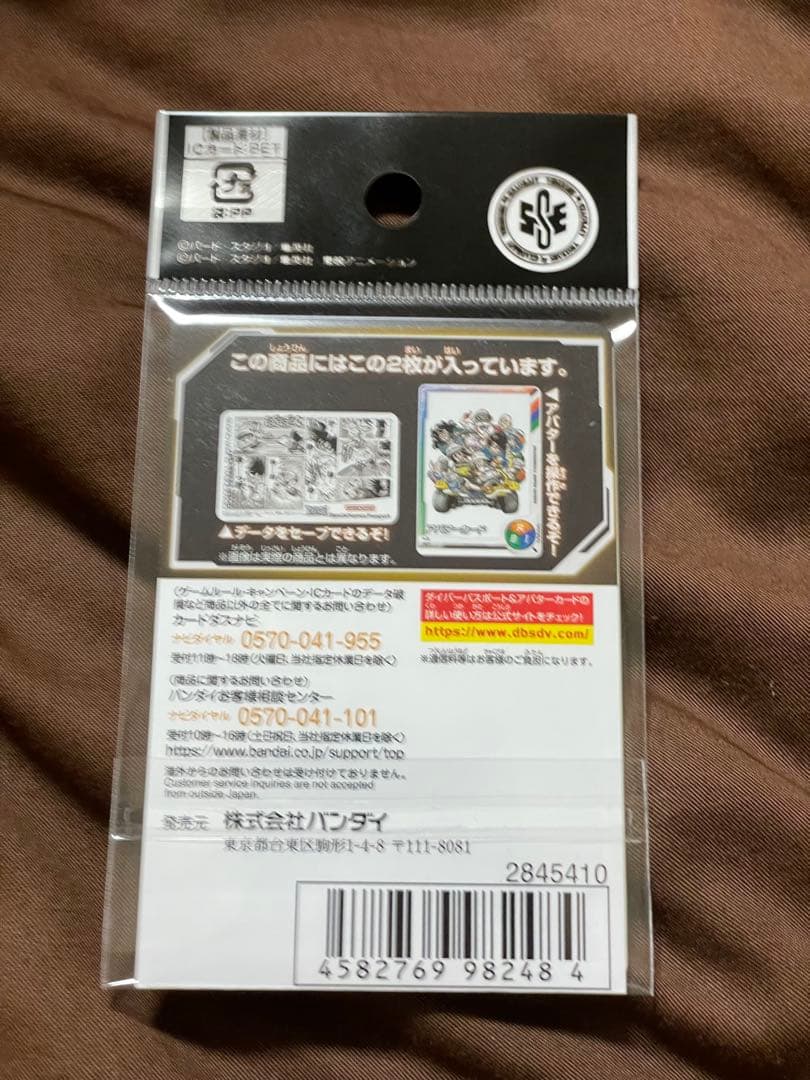 [製品素材]
ICカード:PET
プラ
袋:PP
©バード・スタジオ/集英社
©バード・スタジオ/集英社・東映アニメーション
この商品にはこの2枚が入っています。
▲データをセーブできるぞ!
※画像は実際の商品とは異なります。
▲アバターを操作できるぞ!
アバターカード
〈ゲームルール・キャンペーン・ICカードのデータ破
損など商品以外の全てに関するお問い合わせ〉
カードダスナビ
ナビダイヤル 0570-041-955
受付11時~18時(火曜日、当社指定休業日を除く)
〈商品に関するお問い合わせ〉
バンダイお客様相談センター
ナビダイヤル 0570-041-101
受付10時~16時(土日祝日、当社指定休業日を除く)
https://www.bandai.co.jp/support/top
海外からのお問い合わせは受け付けておりません。
Customer service inquiries are not accepted
from outside Japan.
ダイバーパスポート&アバターカードの
詳しい使い方は公式サイトをチェック!
https://www.dbsdv.com/
※通信料等はお客様のご負担になります。
発売元 株式会社バンダイ
東京都台東区駒形1-4-8 〒111-8081
2845410
4582769 98248 4